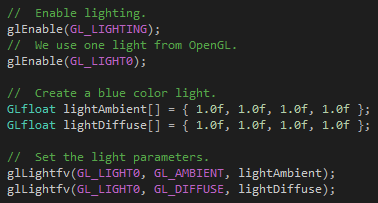 //  Enable lighting.
glEnable(GL_LIGHTING);
//  We use one light from OpenGL.
glEnable(GL_LIGHT0);
//  Create a blue color light.
GLfloat lightAmbient[] = { 1.0f, 1.0f, 1.0f, 1.0f };
GLfloat lightDiffuse[] = { 1.0f, 1.0f, 1.0f, 1.0f };
//  Set the light parameters.
glLightfv(GL_LIGHT0, GL_AMBIENT, lightAmbient);
glLightfv(GL_LIGHT0, GL_DIFFUSE, lightDiffuse);